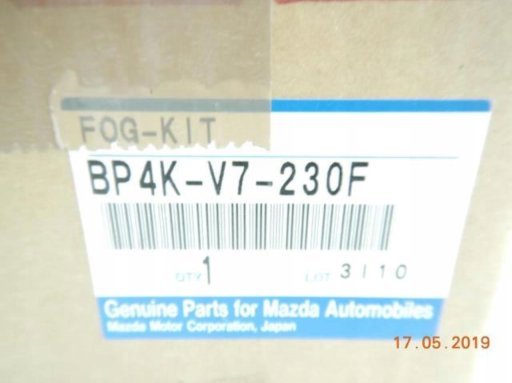 FOG-KIT
BP4K-V7-230F
QTY 1 LOT 3110
Genuine Parts for Mazda Automobiles
Mazda Motor Corporation, Japan
17.05.2019